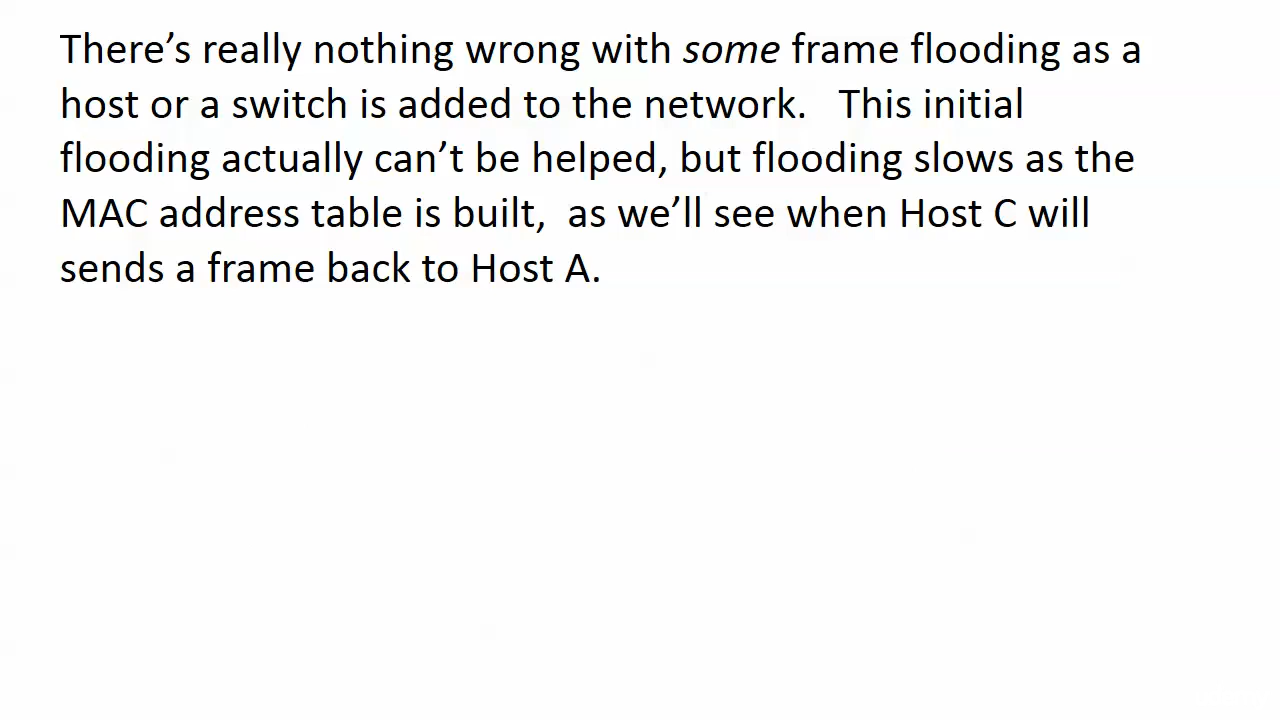 There’s really nothing wrong with some frame flooding as a
host or a switch is added to the network.   This initial
flooding actually can’t be helped, but flooding slows as the
MAC address table is built,  as we’ll see when Host C will
sends a frame back to Host A.